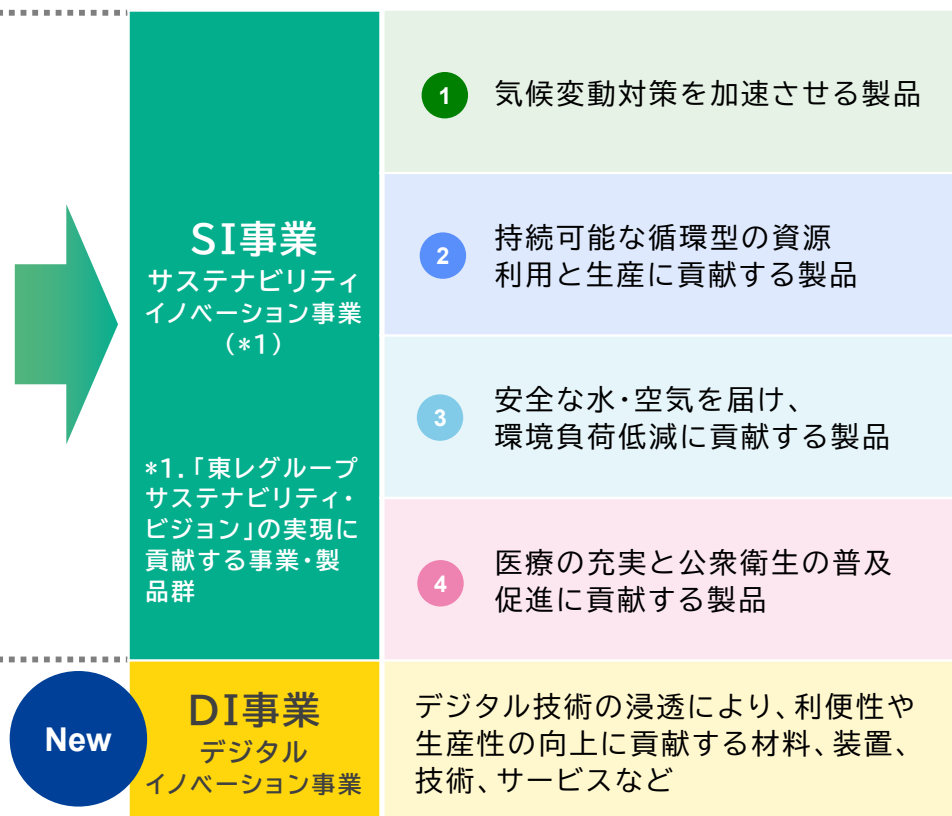 SI事業
サステナビリティ
イノベーション事業
(*1)
*1.「東レグループ
サステナビリティ・
ビジョン」の実現に
貢献する事業・製
品群
1 気候変動対策を加速させる製品
2 持続可能な循環型の資源
利用と生産に貢献する製品
3 安全な水・空気を届け、
環境負荷低減に貢献する製品
4 医療の充実と公衆衛生の普及
促進に貢献する製品
New
DI事業
デジタル
イノベーション事業
デジタル技術の浸透により、利便性や
生産性の向上に貢献する材料、装置、
技術、サービスなど